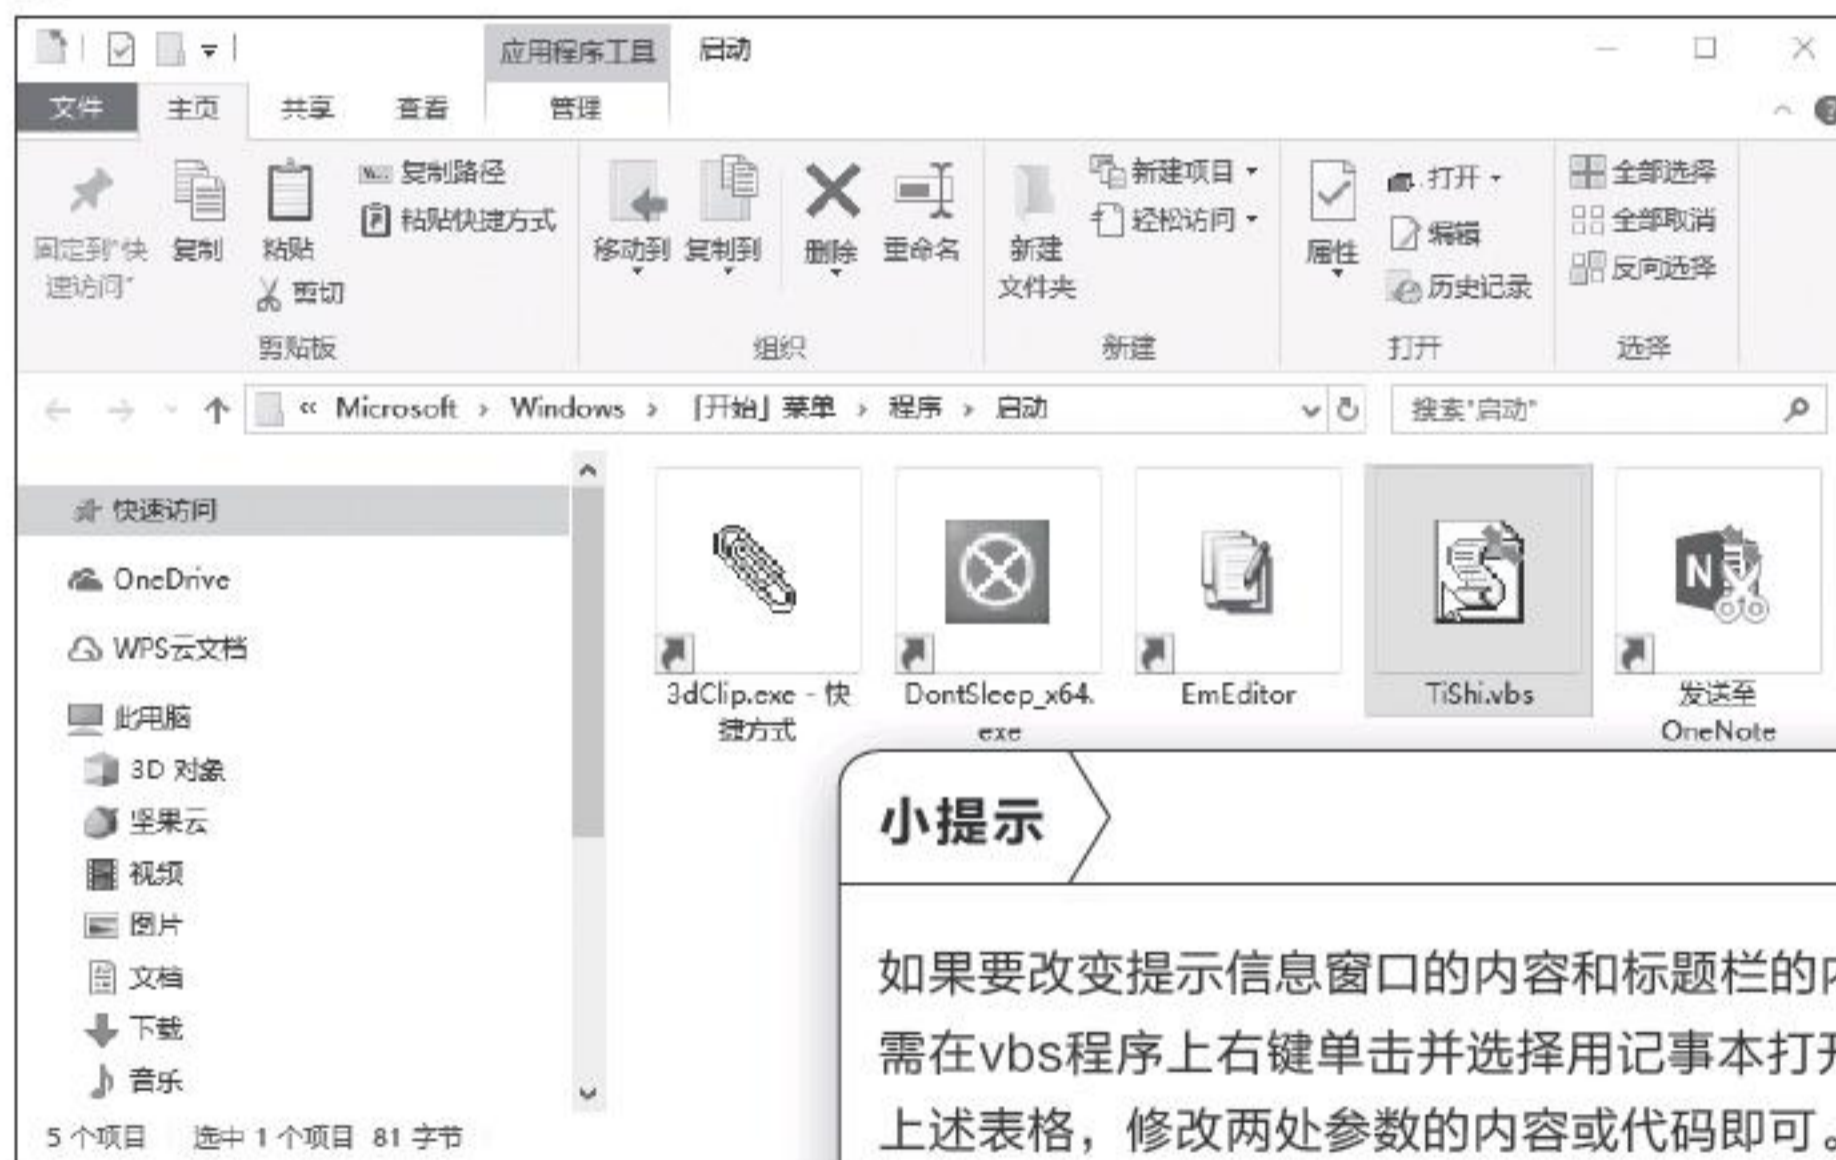 应用程序工具 启动
文件 主页 共享 查看 管理
固定到"快速访问"
复制
粘贴
复制路径
粘贴快捷方式
剪切
剪贴板
移动到
复制到
删除
重命名
组织
新建
文件夹
新建项目
轻松访问
新建
属性
打开
编辑
历史记录
打开
全部选择
全部取消
反向选择
选择
« Microsoft › Windows › 「开始」菜单 › 程序 › 启动
搜索"启动"
快速访问
OneDrive
WPS云文档
此电脑
3D 对象
坚果云
视频
图片
文档
下载
音乐
3dClip.exe - 快
捷方式
DontSleep_x64.
exe
EmEditor
TiShi.vbs
发送至
OneNote
5 个项目 选中 1 个项目 81 字节
小提示
如果要改变提示信息窗口的内容和标题栏的
需在vbs程序上右键单击并选择用记事本打
上述表格，修改两处参数的内容或代码即可。